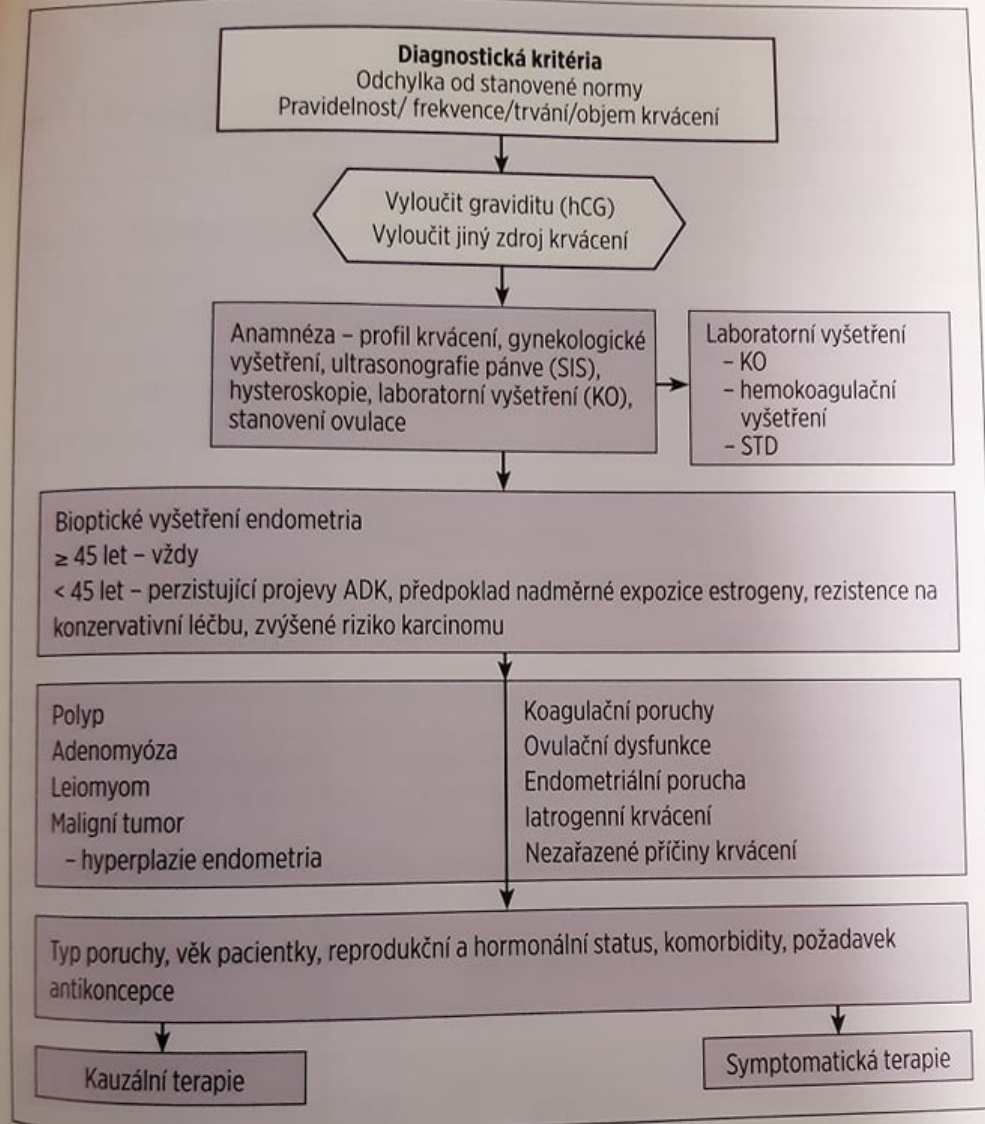 Diagnostická kritéria
Odchylka od stanovené normy
Pravidelnost/ frekvence/trvání/objem krvácení
Vyloučit graviditu (hCG)
Vyloučit jiný zdroj krvácení
Anamnéza – profil krvácení, gynekologické
vyšetření, ultrasonografie pánve (SIS),
hysteroskopie, laboratorní vyšetření (KO),
stanovení ovulace
Laboratorní vyšetření
– KO
– hemokoagulační
vyšetření
– STD
Bioptické vyšetření endometria
≥ 45 let – vždy
< 45 let – perzistující projevy ADK, předpoklad nadměrné expozice estrogeny, rezistence na
konzervativní léčbu, zvýšené riziko karcinomu
Polyp
Adenomyóza
Leiomyom
Maligní tumor
– hyperplazie endometria
Koagulační poruchy
Ovulační dysfunkce
Endometriální porucha
Iatrogenní krvácení
Nezařazené příčiny krvácení
Typ poruchy, věk pacientky, reprodukční a hormonální status, komorbidity, požadavek
antikoncepce
Kauzální terapie
Symptomatická terapie